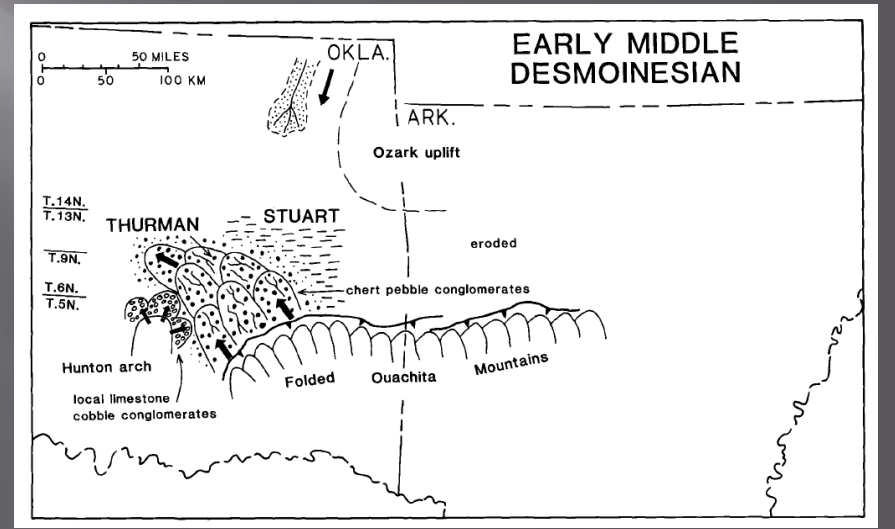 EARLY MIDDLE
DESMOINESIAN
0 50 MILES
0 50 100 KM
OKLA.
ARK.
Ozark uplift
T.14N.
T.13N.
THURMAN
STUART
T.9N.
eroded
T.6N.
T.5N.
chert pebble conglomerates
Hunton arch
local limestone
cobble conglomerates
Folded Ouachita Mountains